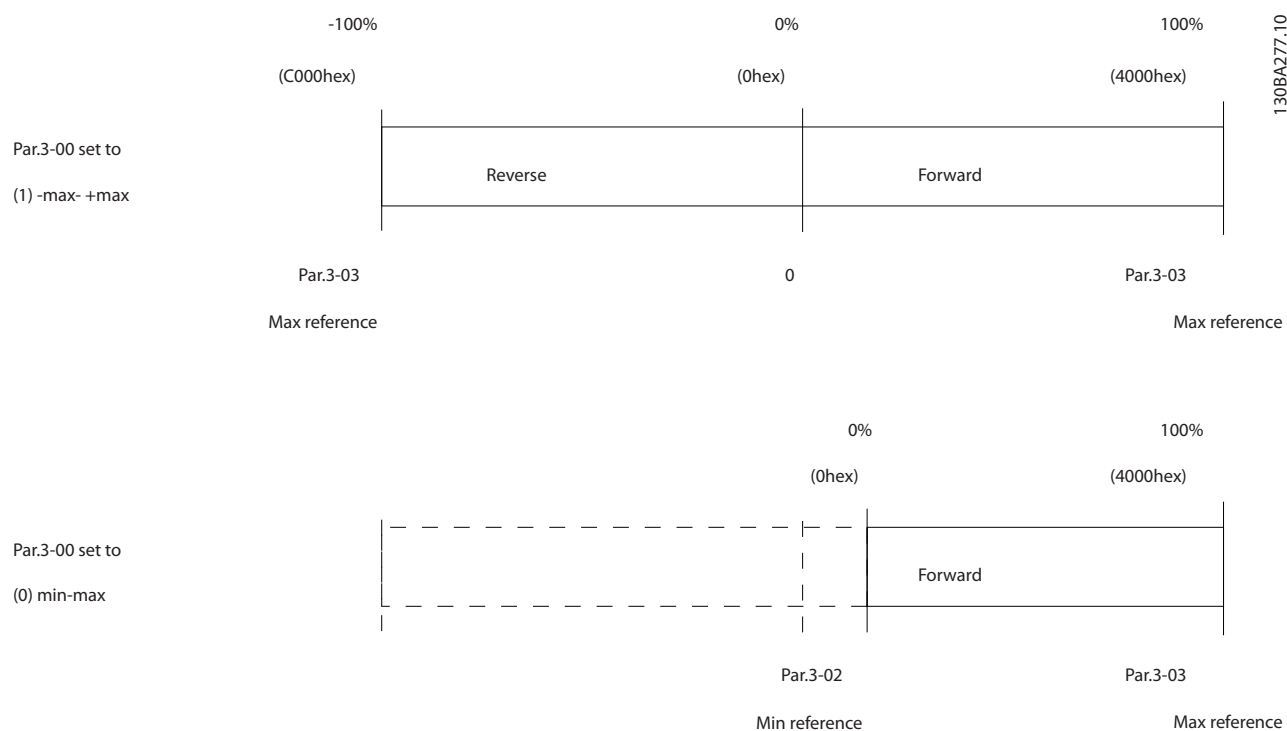 -100% 0% 100%
(C000hex) (0hex) (4000hex)
130BA277.10
Par.3-00 set to
(1) -max- +max
Reverse Forward
Par.3-03 0 Par.3-03
Max reference Max reference
0% 100%
(0hex) (4000hex)
Par.3-00 set to
(0) min-max
Forward
Par.3-02 Par.3-03
Min reference Max reference